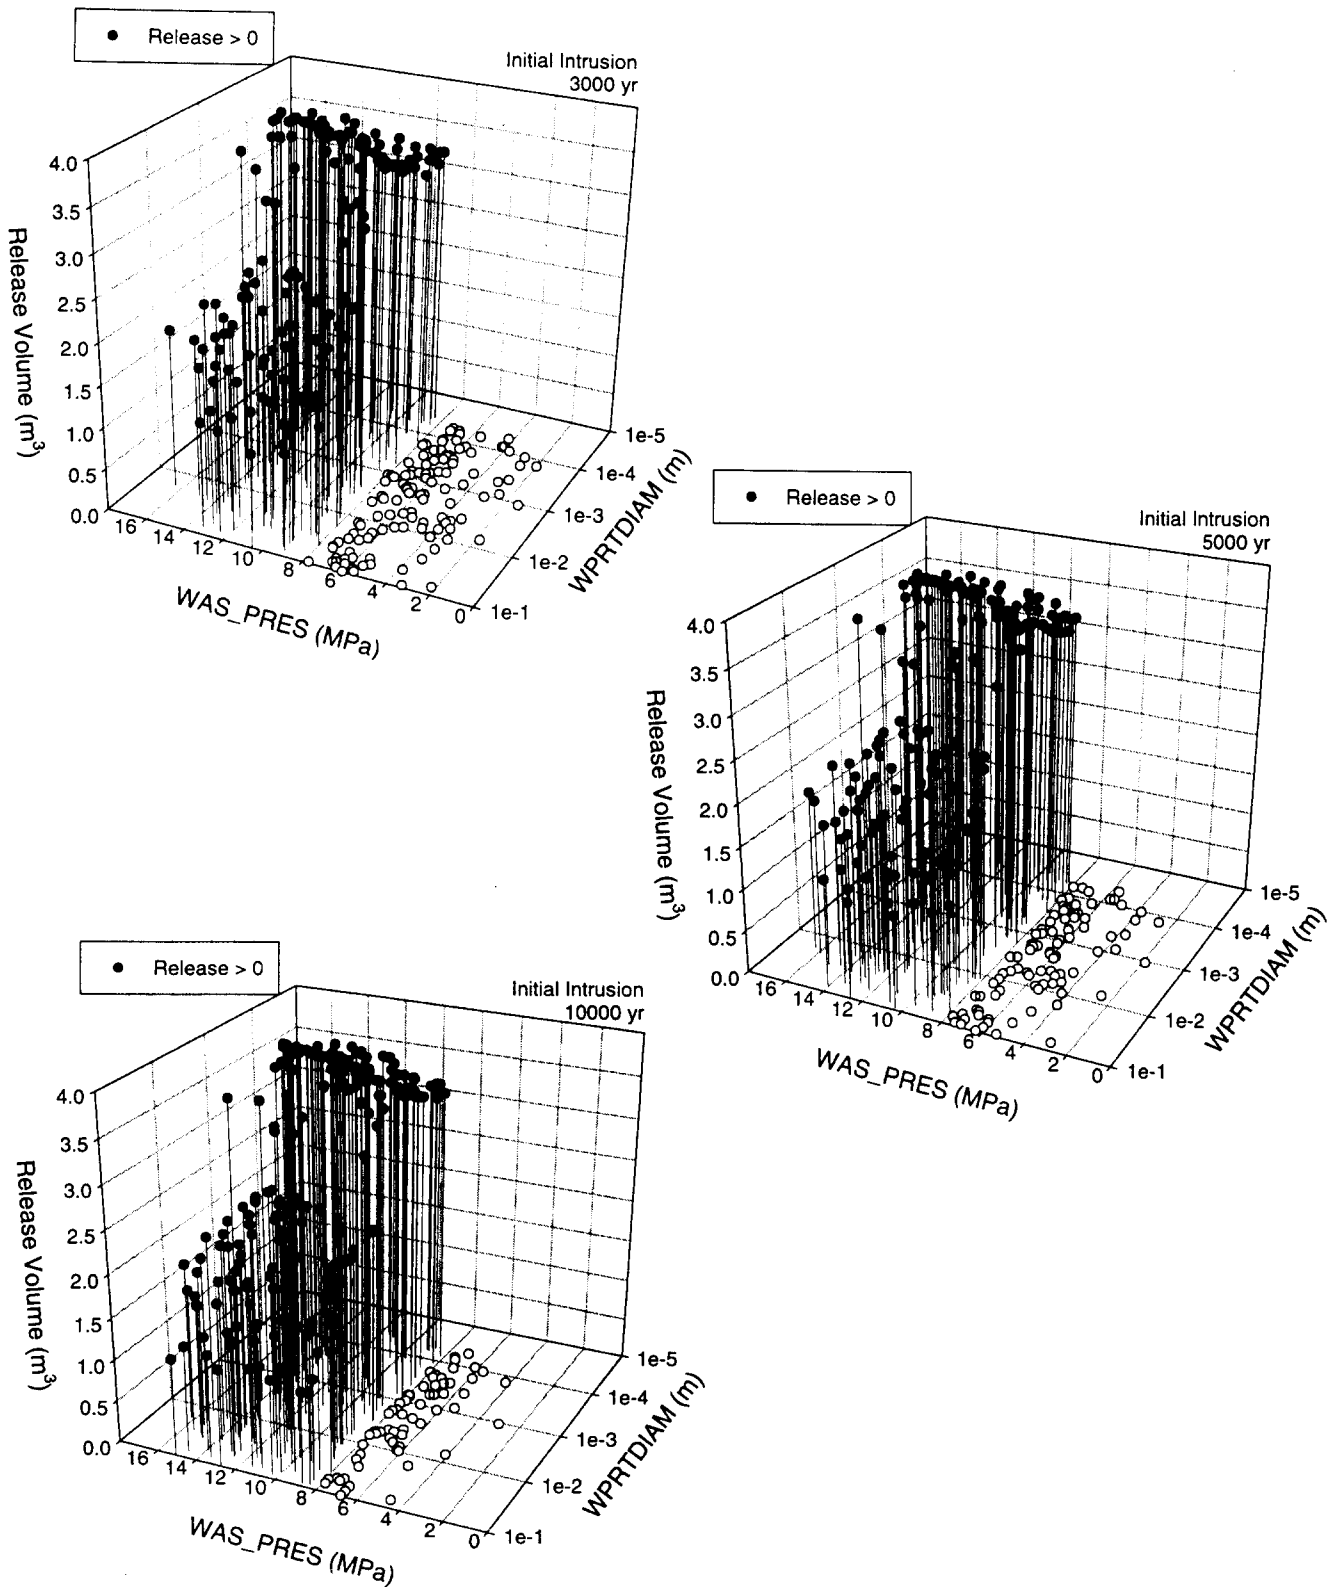 Release > 0
Initial Intrusion
3000 yr
4.0
3.5
3.0
2.5
2.0
1.5
1.0
0.5
0.0
Release Volume (m³)
16
14
12
10
8
6
4
2
0
WAS_PRES (MPa)
1e-5
1e-4
1e-3
1e-2
1e-1
WPRTDIAM (m)
Release > 0
Initial Intrusion
5000 yr
4.0
3.5
3.0
2.5
2.0
1.5
1.0
0.5
0.0
Release Volume (m³)
16
14
12
10
8
6
4
2
0
WAS_PRES (MPa)
1e-5
1e-4
1e-3
1e-2
1e-1
WPRTDIAM (m)
Release > 0
Initial Intrusion
10000 yr
4.0
3.5
3.0
2.5
2.0
1.5
1.0
0.5
0.0
Release Volume (m³)
16
14
12
10
8
6
4
2
0
WAS_PRES (MPa)
1e-5
1e-4
1e-3
1e-2
1e-1
WPRTDIAM (m)